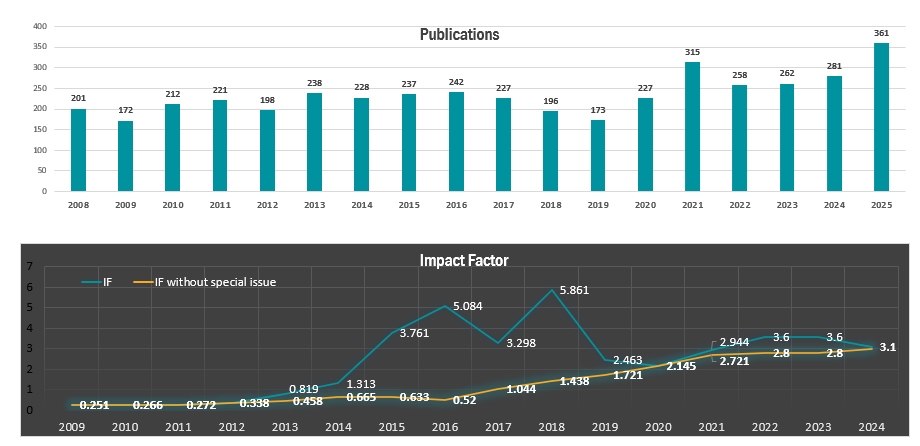 Publications
400
350
300
250
200
150
100
50
0
201 172 212 221 198 238 228 237 242 227 196 173 227 315 258 262 281 361
2008 2009 2010 2011 2012 2013 2014 2015 2016 2017 2018 2019 2020 2021 2022 2023 2024 2025
Impact Factor
IF IF without special issue
7
6
5
4
3
2
1
0
0.819 1.313 3.761 5.084 3.298 5.861 2.463 2.944 3.6 3.6
0.251 0.266 0.272 0.338 0.458 0.665 0.633 0.52 1.044 1.438 1.721 2.145 2.721 2.8 2.8 3.1
2009 2010 2011 2012 2013 2014 2015 2016 2017 2018 2019 2020 2021 2022 2023 2024